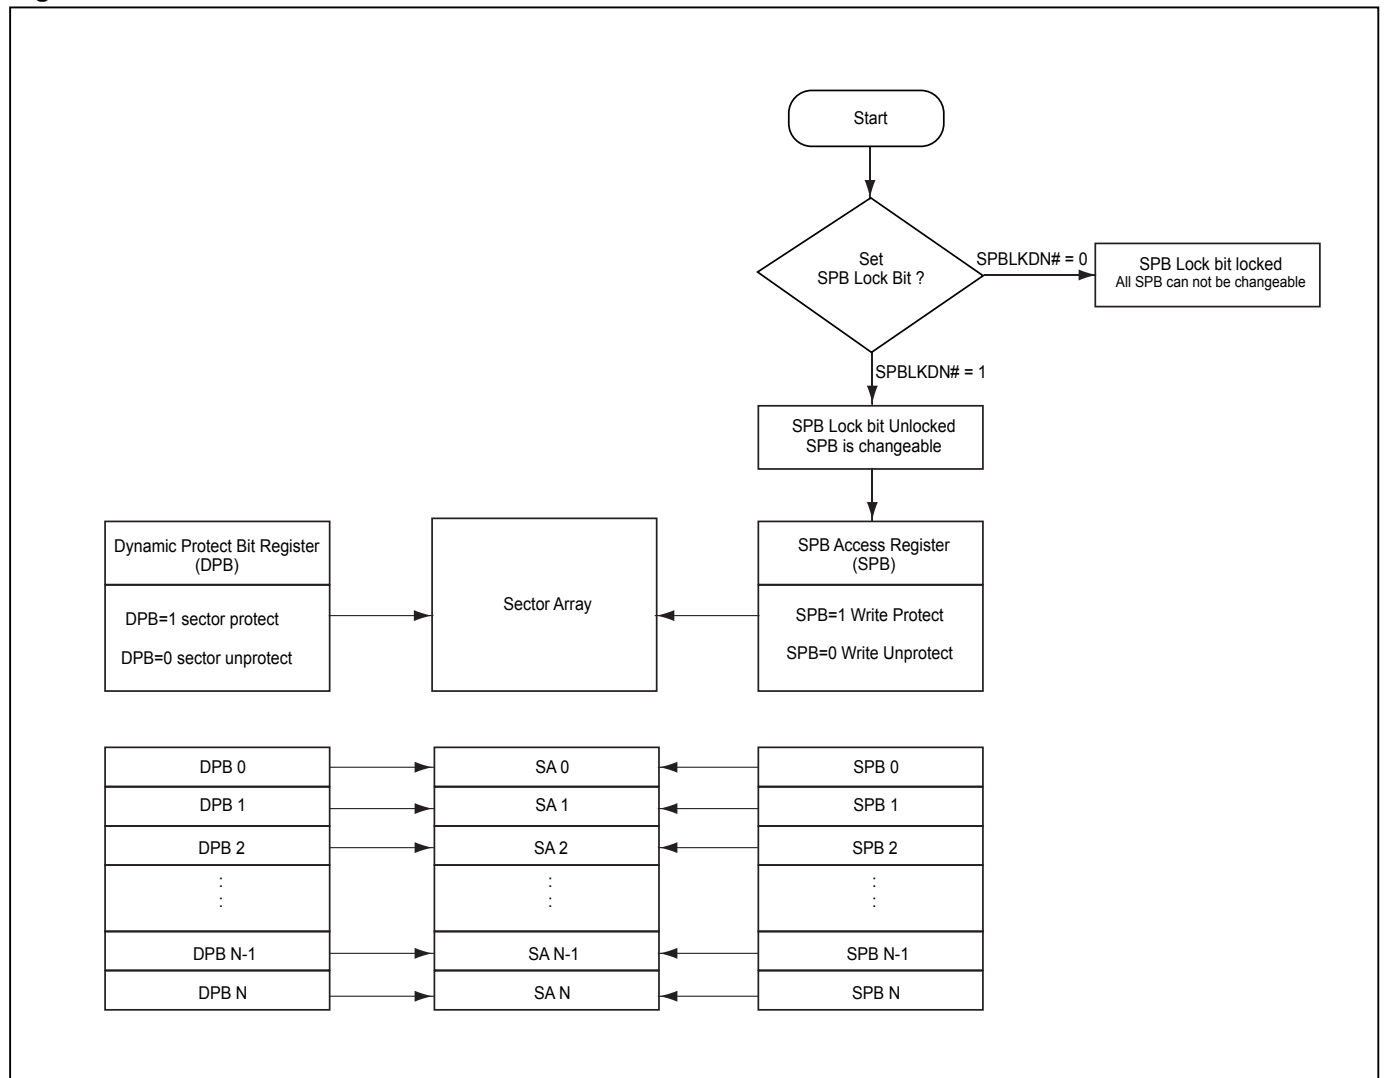 Start
Set
SPB Lock Bit ?
SPBLKDN# = 0
SPB Lock bit locked
All SPB can not be changeable
SPBLKDN# = 1
SPB Lock bit Unlocked
SPB is changeable
Dynamic Protect Bit Register
(DPB)
DPB=1 sector protect
DPB=0 sector unprotect
Sector Array
SPB Access Register
(SPB)
SPB=1 Write Protect
SPB=0 Write Unprotect
DPB 0
SA 0
SPB 0
DPB 1
SA 1
SPB 1
DPB 2
SA 2
SPB 2
DPB N-1
SA N-1
SPB N-1
DPB N
SA N
SPB N